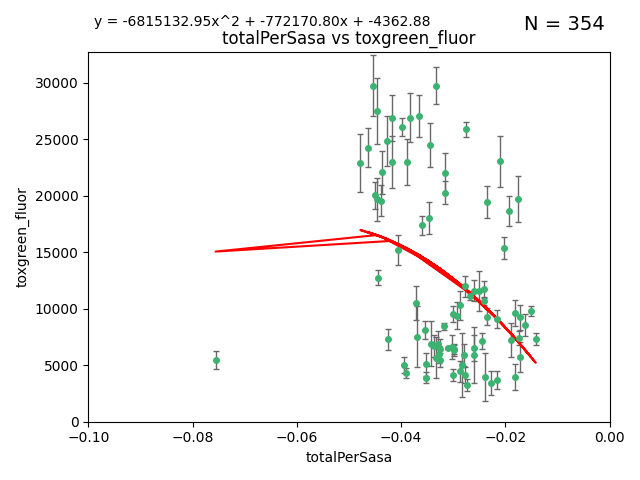 y = -6815132.95x^2 + -772170.80x + -4362.88
N = 354
totalPerSasa vs toxgreen_fluor
toxgreen_fluor
30000
25000
20000
15000
10000
5000
0
−0.10
−0.08
−0.06
−0.04
−0.02
0.00
totalPerSasa